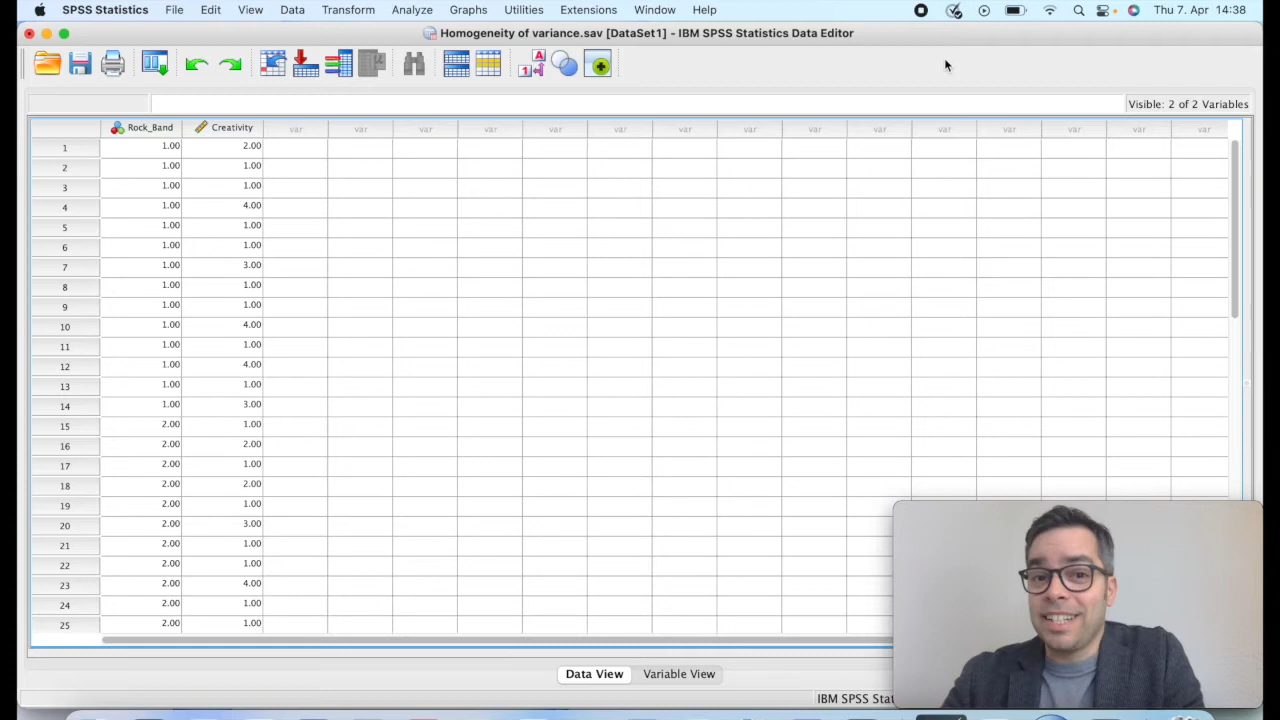 SPSS Statistics File Edit View Data Transform Analyze Graphs Utilities Extensions Window Help Thu 7. Apr 14:38
Homogeneity of variance.sav [DataSet1] - IBM SPSS Statistics Data Editor
Visible: 2 of 2 Variables
Rock_Band Creativity var var var var var var var var var var var var var var var
1 1.00 2.00
2 1.00 1.00
3 1.00 1.00
4 1.00 4.00
5 1.00 1.00
6 1.00 1.00
7 1.00 3.00
8 1.00 1.00
9 1.00 1.00
10 1.00 4.00
11 1.00 1.00
12 1.00 4.00
13 1.00 1.00
14 1.00 3.00
15 2.00 1.00
16 2.00 2.00
17 2.00 1.00
18 2.00 2.00
19 2.00 1.00
20 2.00 3.00
21 2.00 1.00
22 2.00 1.00
23 2.00 4.00
24 2.00 1.00
25 2.00 1.00
Data View Variable View
IBM SPSS Stat